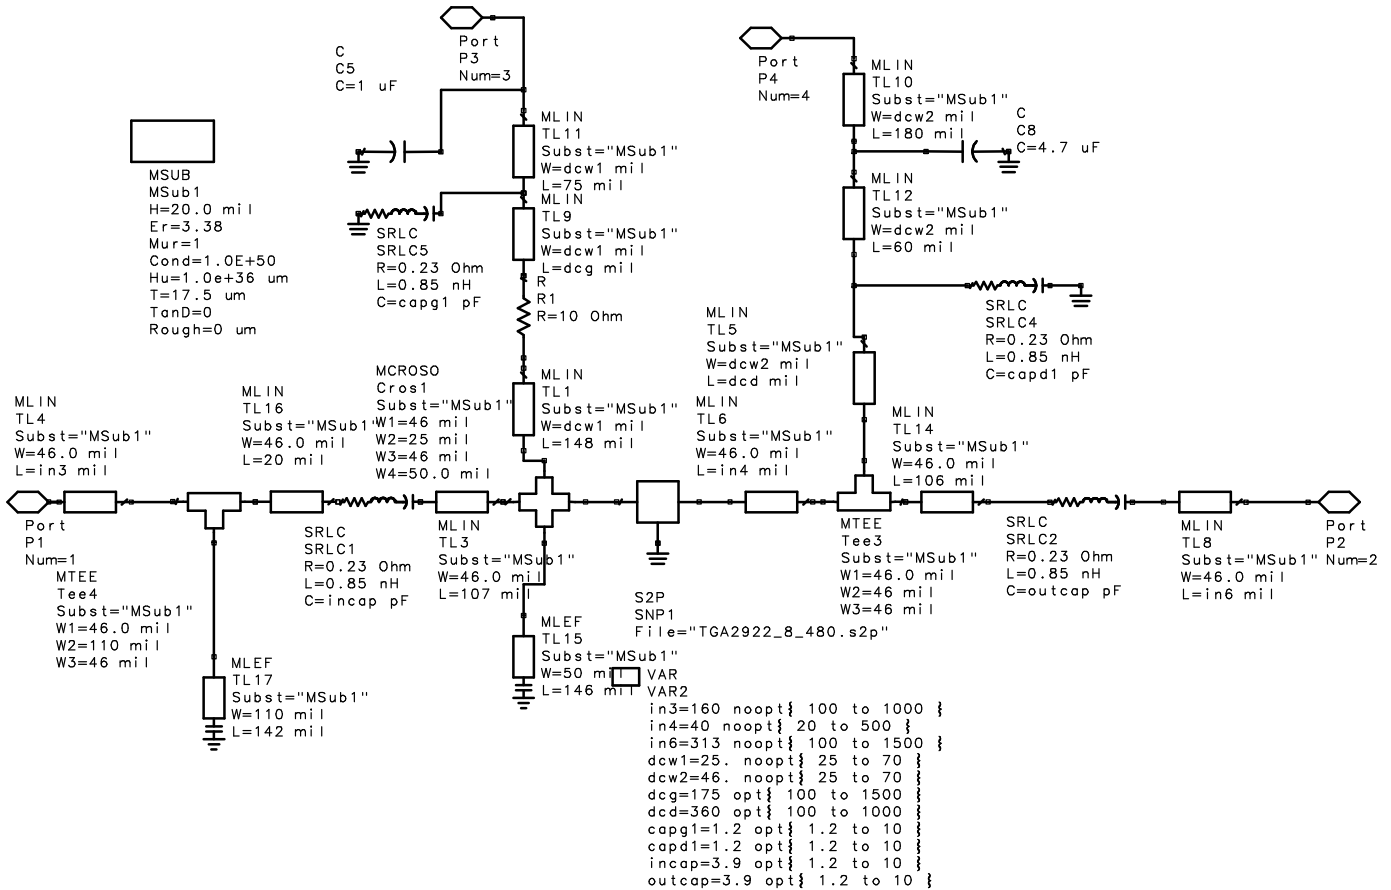 Port
P3
Num=3
C
C5
C=1 uF
Port
P4
Num=4
MLIN
TL10
Subst="MSub1"
W=dcw2 mil
L=180 mil
C
C8
C=4.7 uF
MLIN
TL11
Subst="MSub1"
W=dcw1 mil
L=75 mil
MSUB
MSub1
H=20.0 mil
Er=3.38
Mur=1
Cond=1.0E+50
Hu=1.0e+36 um
T=17.5 um
TanD=0
Rough=0 um
MLIN
TL9
Subst="MSub1"
W=dcw1 mil
L=dcg mil
MLIN
TL12
Subst="MSub1"
W=dcw2 mil
L=60 mil
SRLC
SRLC5
R=0.23 Ohm
L=0.85 nH
C=capg1 pF
R
R1
R=10 Ohm
SRLC
SRLC4
R=0.23 Ohm
L=0.85 nH
C=capd1 pF
MLIN
TL5
Subst="MSub1"
W=dcw2 mil
L=dcd mil
MLIN
TL4
Subst="MSub1"
W=46.0 mil
L=in3 mil
MLIN
TL16
Subst="MSub1"
W=46.0 mil
L=20 mil
MCROSO
Cros1
Subst="MSub1"
W1=46 mil
W2=25 mil
W3=46 mil
W4=50.0 mil
MLIN
TL1
Subst="MSub1"
W=dcw1 mil
L=148 mil
MLIN
TL6
Subst="MSub1"
W=46.0 mil
L=in4 mil
MLIN
TL14
Subst="MSub1"
W=46.0 mil
L=106 mil
Port
P1
Num=1
MTEE
Tee4
Subst="MSub1"
W1=46.0 mil
W2=110 mil
W3=46 mil
SRLC
SRLC1
R=0.23 Ohm
L=0.85 nH
C=incap pF
MLIN
TL3
Subst="MSub1"
W=46.0 mil
L=107 mil
MTEE
Tee3
Subst="MSub1"
W1=46.0 mil
W2=46 mil
W3=46 mil
SRLC
SRLC2
R=0.23 Ohm
L=0.85 nH
C=outcap pF
MLIN
TL8
Subst="MSub1"
W=46.0 mil
L=in6 mil
Port
P2
Num=2
S2P
SNP1
File="TGA2922_8_480.s2p"
MLEF
TL15
Subst="MSub1"
W=50 mil
L=146 mil
MLEF
TL17
Subst="MSub1"
W=110 mil
L=142 mil
VAR
VAR2
in3=160 noopt{ 100 to 1000 }
in4=40 noopt{ 20 to 500 }
in6=313 noopt{ 100 to 1500 }
dcw1=25. noopt{ 25 to 70 }
dcw2=46. noopt{ 25 to 70 }
dcg=175 opt{ 100 to 1500 }
dcd=360 opt{ 100 to 1000 }
capg1=1.2 opt{ 1.2 to 10 }
capd1=1.2 opt{ 1.2 to 10 }
incap=3.9 opt{ 1.2 to 10 }
outcap=3.9 opt{ 1.2 to 10 }